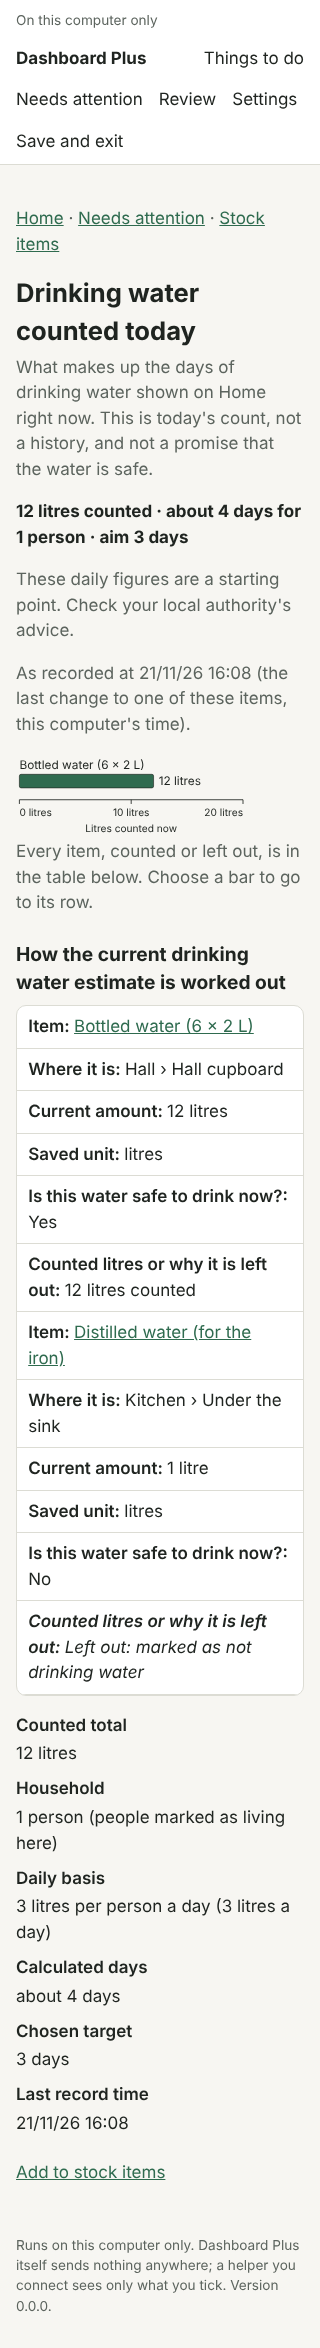 On this computer only
Dashboard Plus
Things to do
Needs attention
Review
Settings
Save and exit
Home · Needs attention · Stock
items
Drinking water
counted today
What makes up the days of
drinking water shown on Home
right now. This is today's count, not
a history, and not a promise that
the water is safe.
12 litres counted · about 4 days for
1 person · aim 3 days
These daily figures are a starting
point. Check your local authority's
advice.
As recorded at 21/11/26 16:08 (the
last change to one of these items,
this computer's time).
Bottled water (6 × 2 L)
12 litres
0 litres
10 litres
20 litres
Litres counted now
Every item, counted or left out, is in
the table below. Choose a bar to go
to its row.
How the current drinking
water estimate is worked out
Item: Bottled water (6 × 2 L)
Where it is: Hall › Hall cupboard
Current amount: 12 litres
Saved unit: litres
Is this water safe to drink now?:
Yes
Counted litres or why it is left
out: 12 litres counted
Item: Distilled water (for the
iron)
Where it is: Kitchen › Under the
sink
Current amount: 1 litre
Saved unit: litres
Is this water safe to drink now?:
No
Counted litres or why it is left
out: Left out: marked as not
drinking water
Counted total
12 litres
Household
1 person (people marked as living
here)
Daily basis
3 litres per person a day (3 litres a
day)
Calculated days
about 4 days
Chosen target
3 days
Last record time
21/11/26 16:08
Add to stock items
Runs on this computer only. Dashboard Plus
itself sends nothing anywhere; a helper you
connect sees only what you tick. Version
0.0.0.